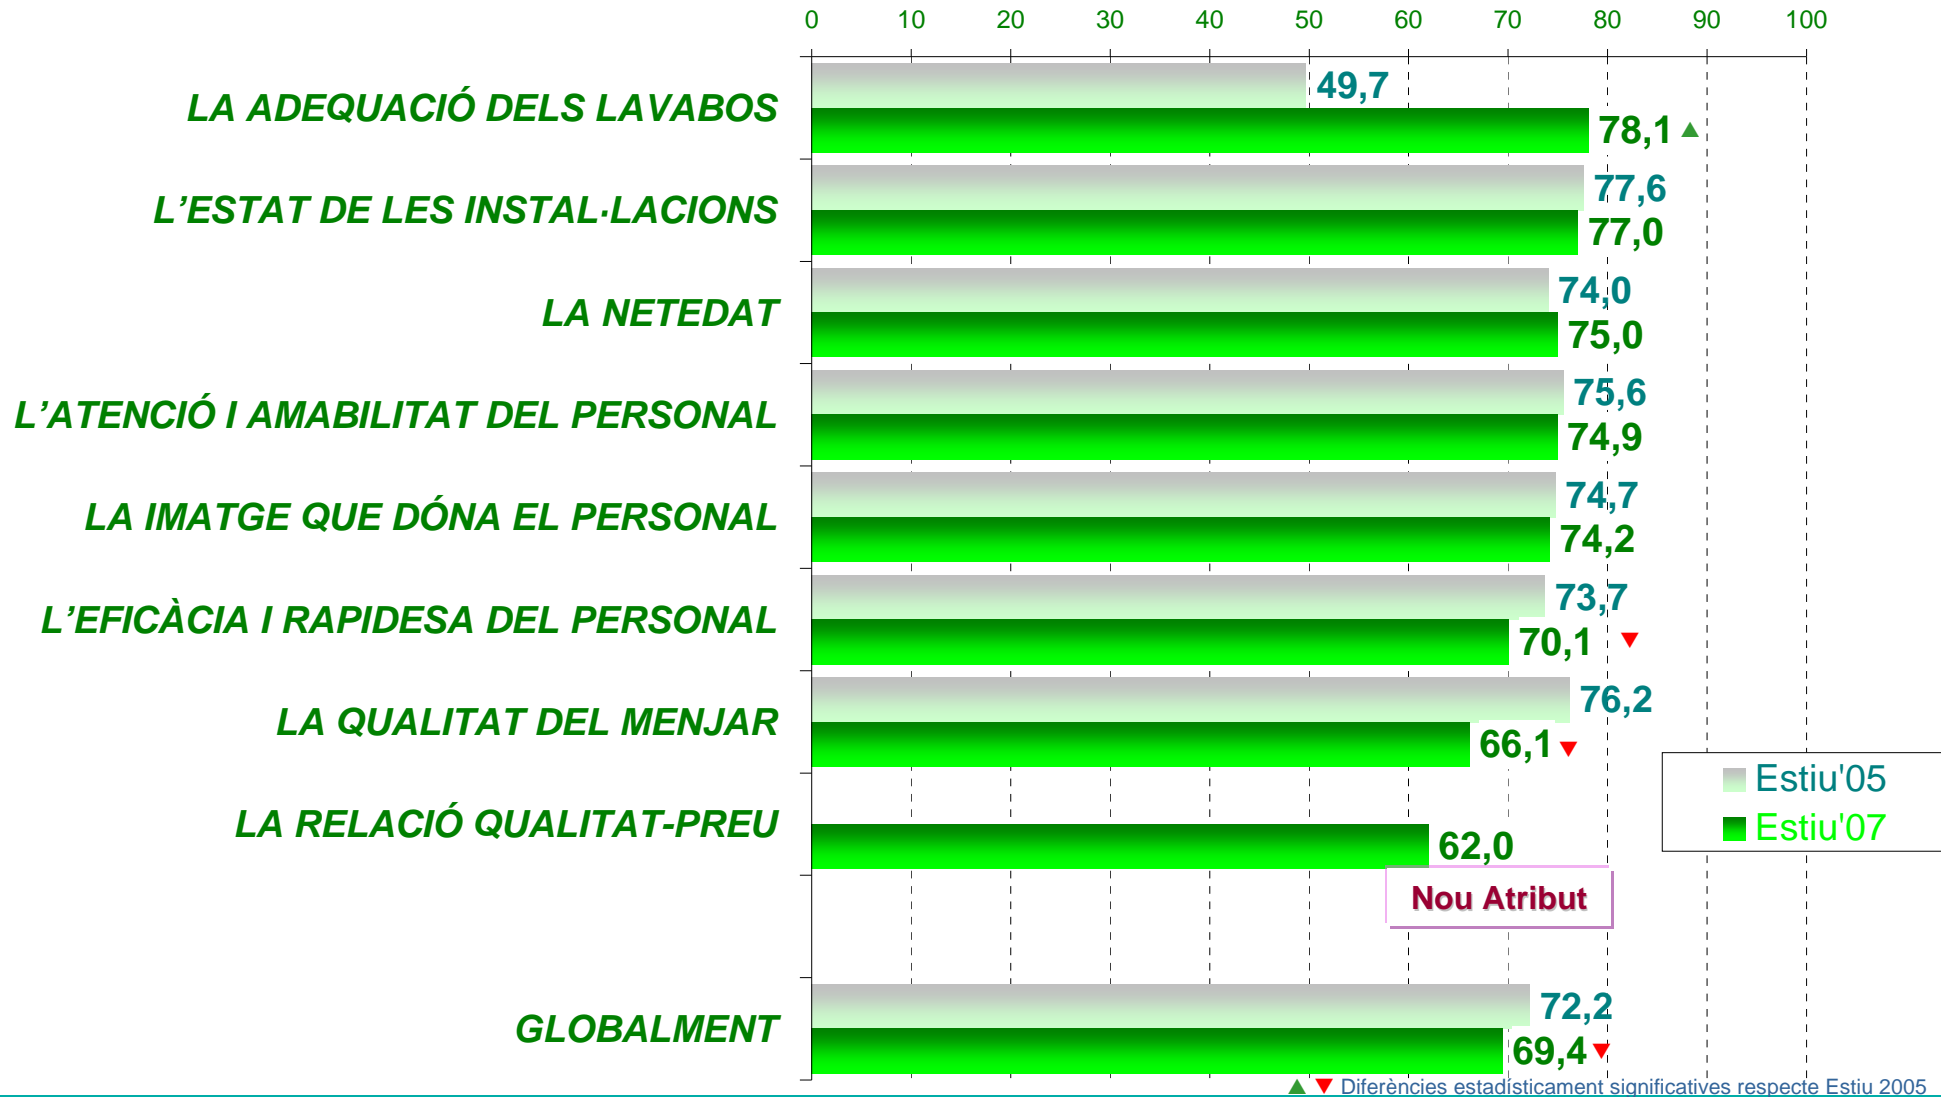 0 10 20 30 40 50 60 70 80 90 100
LA ADEQUACIÓ DELS LAVABOS
49,7
78,1
L’ESTAT DE LES INSTAL·LACIONS
77,6
77,0
LA NETEDAT
74,0
75,0
L’ATENCIÓ I AMABILITAT DEL PERSONAL
75,6
74,9
LA IMATGE QUE DÓNA EL PERSONAL
74,7
74,2
L’EFICÀCIA I RAPIDESA DEL PERSONAL
73,7
70,1
LA QUALITAT DEL MENJAR
76,2
66,1
LA RELACIÓ QUALITAT-PREU
62,0
Nou Atribut
Estiu'05
Estiu'07
GLOBALMENT
72,2
69,4
Diferències estadísticament significatives respecte Estiu 2005